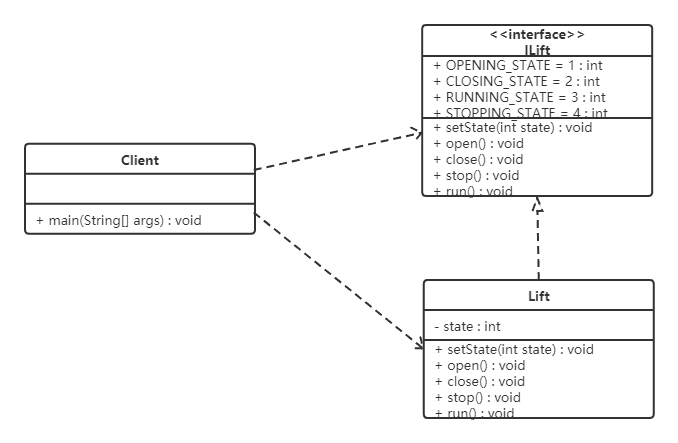 <<interface>>
ILift
+ OPENING_STATE = 1 : int
+ CLOSING_STATE = 2 : int
+ RUNNING_STATE = 3 : int
+ STOPPING_STATE = 4 : int
+ setState(int state) : void
+ open() : void
+ close() : void
+ stop() : void
+ run() : void
Client
+ main(String[] args) : void
Lift
- state : int
+ setState(int state) : void
+ open() : void
+ close() : void
+ stop() : void
+ run() : void